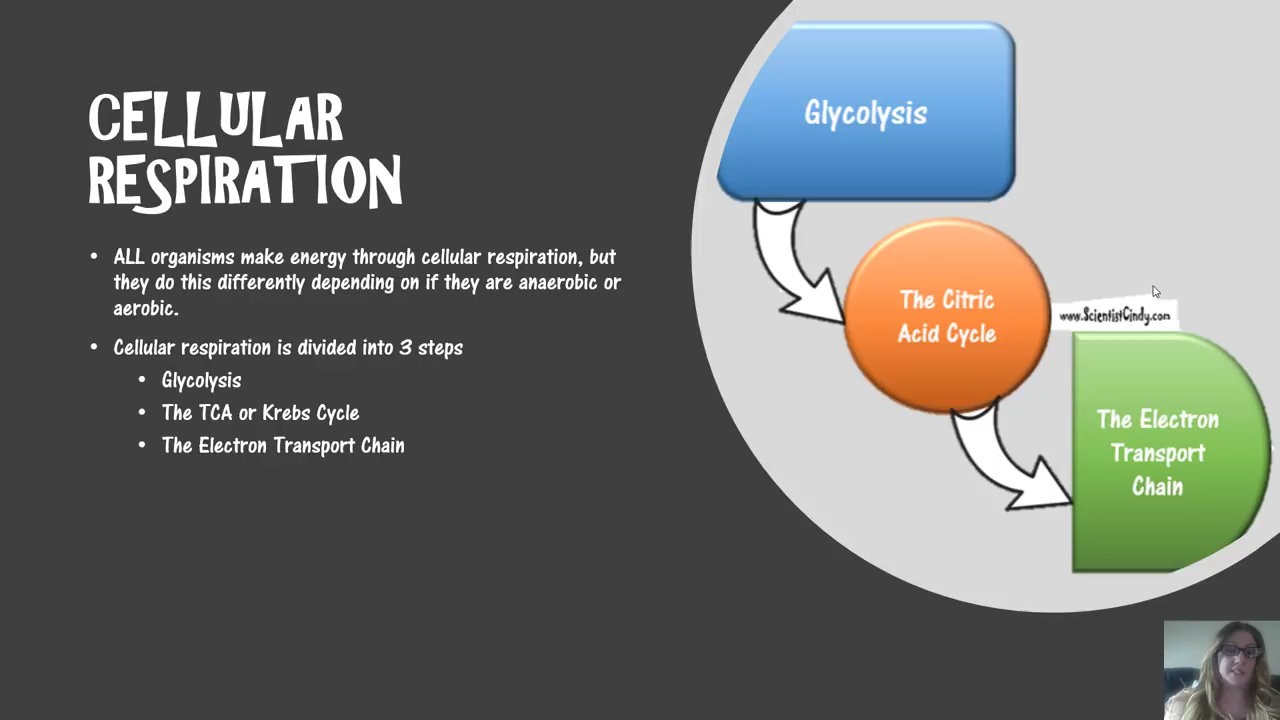 CELLULAR
RESPIRATION
• ALL organisms make energy through cellular respiration, but
they do this differently depending on if they are anaerobic or
aerobic.
• Cellular respiration is divided into 3 steps
• Glycolysis
• The TCA or Krebs Cycle
• The Electron Transport Chain
Glycolysis
The Citric
Acid Cycle
www.ScientistCindy.com
The Electron
Transport
Chain